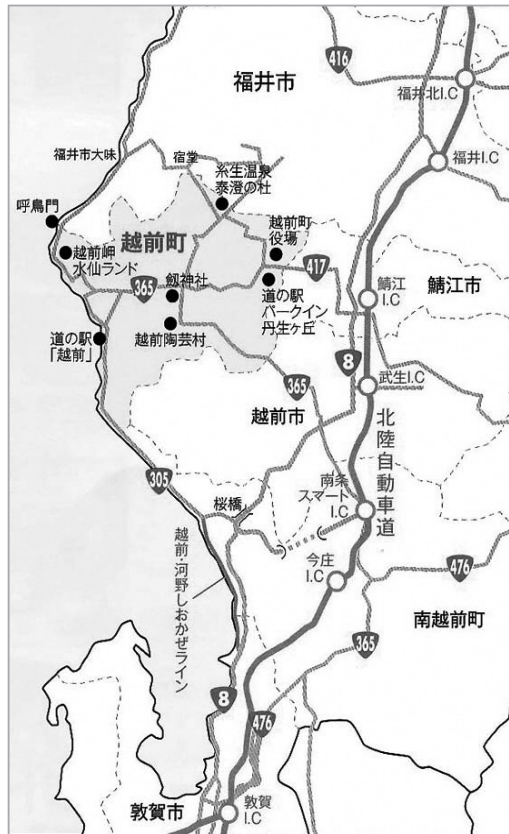 416
福井市
福井北I.C
福井市大味
宿堂
福井I.C
糸生温泉
泰澄の杜
呼鳥門
越前町
越前町
役場
越前岬
水仙ランド
365
劔神社
417
鯖江
I.C
鯖江市
道の駅
パークイン
丹生ヶ丘
道の駅
「越前」
越前陶芸村
8
365
武生I.C
越前市
北陸自動車道
305
南条
スマート
I.C
桜橋
越前・河野しおかぜライン
今庄
I.C
476
南越前町
365
8
476
敦賀市
敦賀
I.C